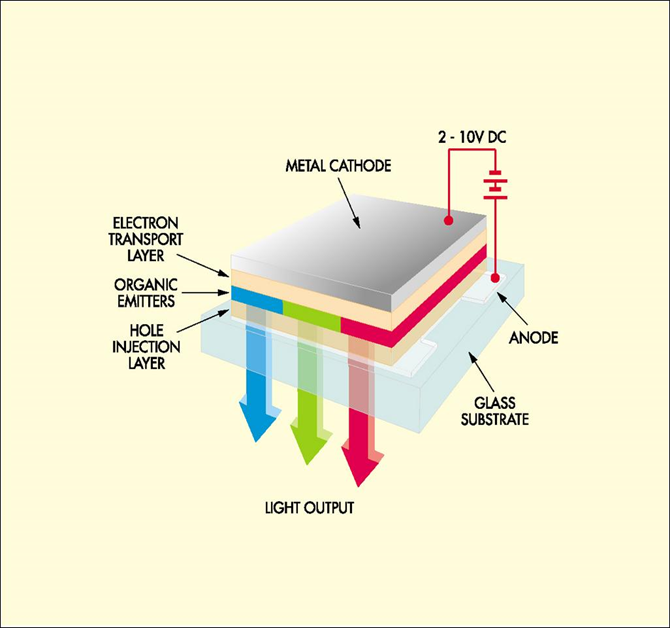 2 - 10V DC
METAL CATHODE
ELECTRON
TRANSPORT
LAYER
ORGANIC
EMITTERS
HOLE
INJECTION
LAYER
ANODE
GLASS
SUBSTRATE
LIGHT OUTPUT